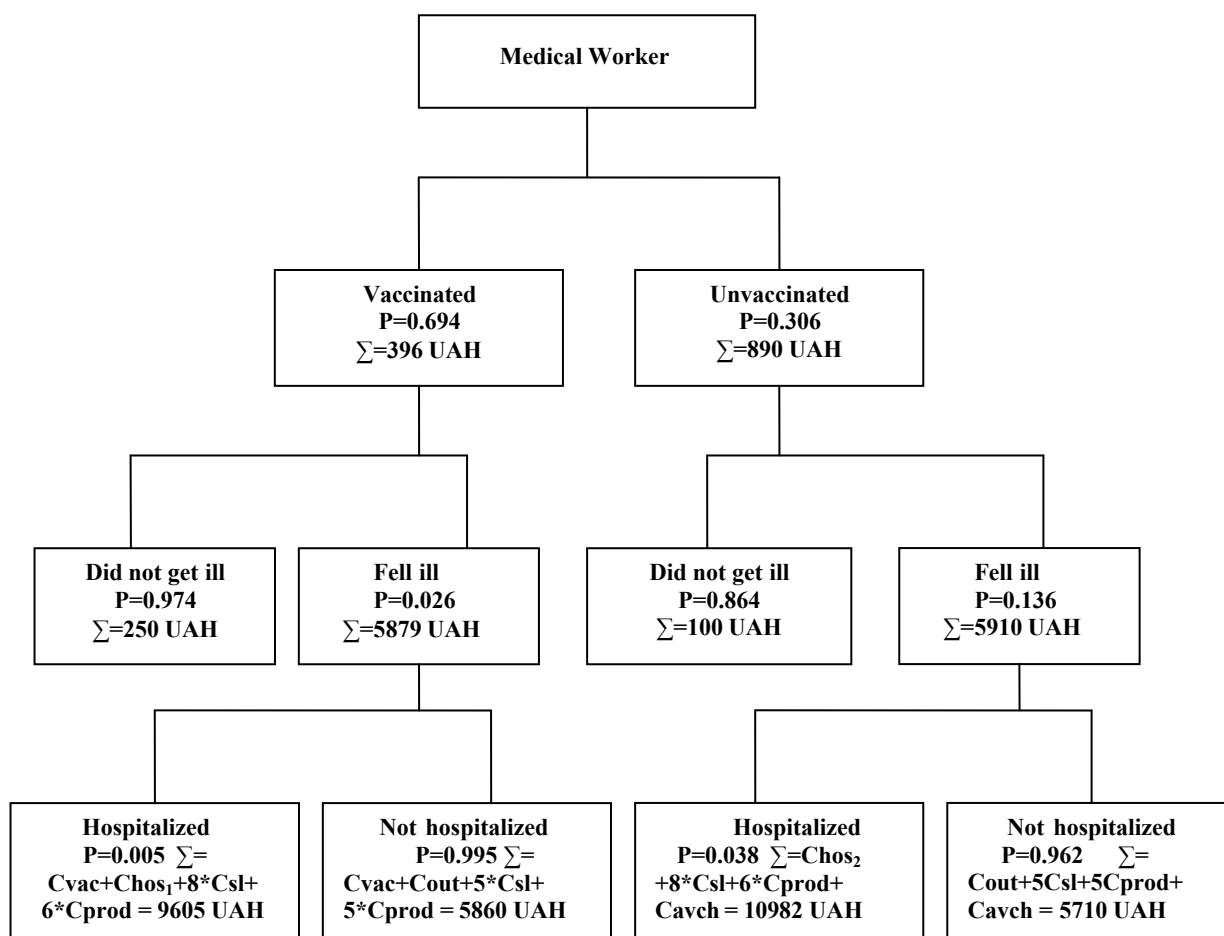 Medical Worker
Vaccinated
P=0.694
∑=396 UAH
Unvaccinated
P=0.306
∑=890 UAH
Did not get ill
P=0.974
∑=250 UAH
Fell ill
P=0.026
∑=5879 UAH
Did not get ill
P=0.864
∑=100 UAH
Fell ill
P=0.136
∑=5910 UAH
Hospitalized
P=0.005 ∑=
Cvac+Chos₁+8*Csl+
6*Cprod = 9605 UAH
Not hospitalized
P=0.995 ∑=
Cvac+Cout+5*Csl+
5*Cprod = 5860 UAH
Hospitalized
P=0.038 ∑=Chos₂
+8*Csl+6*Cprod+
Cavch = 10982 UAH
Not hospitalized
P=0.962 ∑=
Cout+5Csl+5Cprod+
Cavch = 5710 UAH